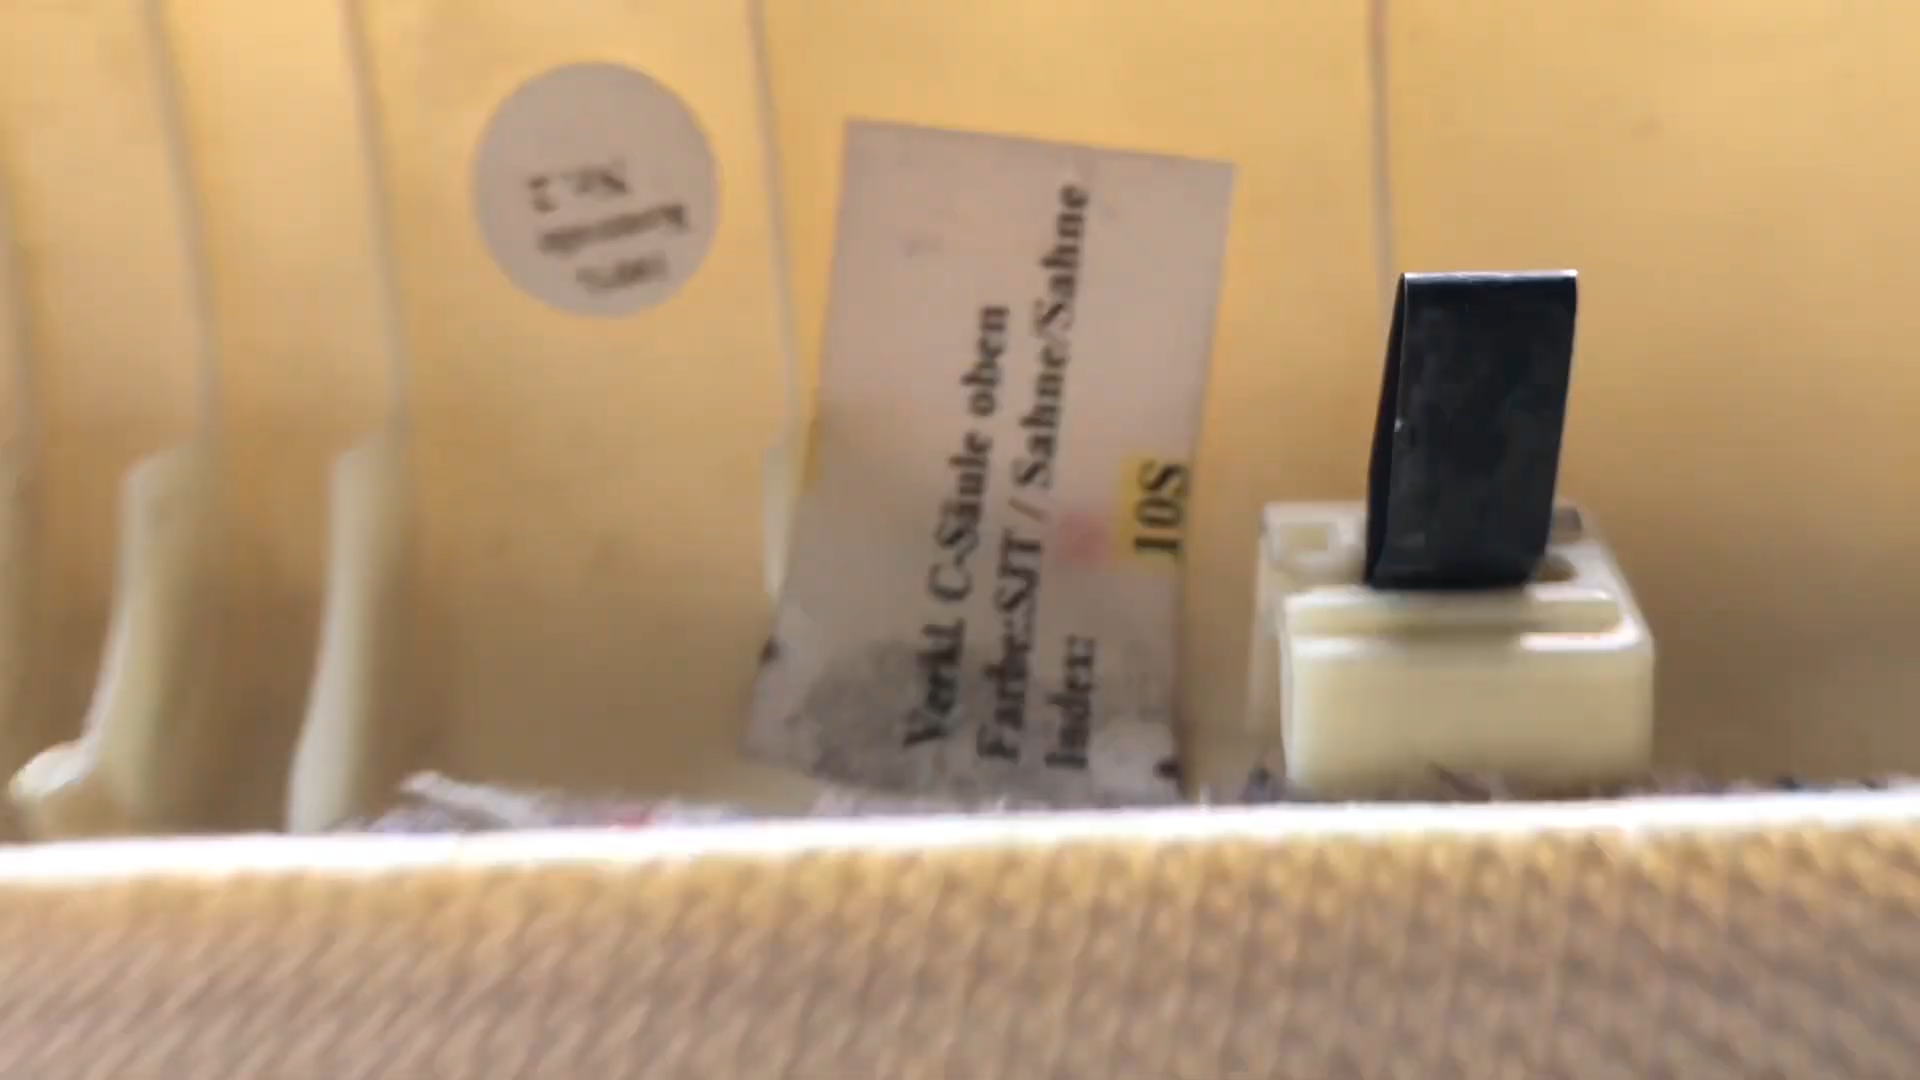 Verkl. C-Säule oben
Farbe:SJT / Sahne/Sahne
Index:
10S